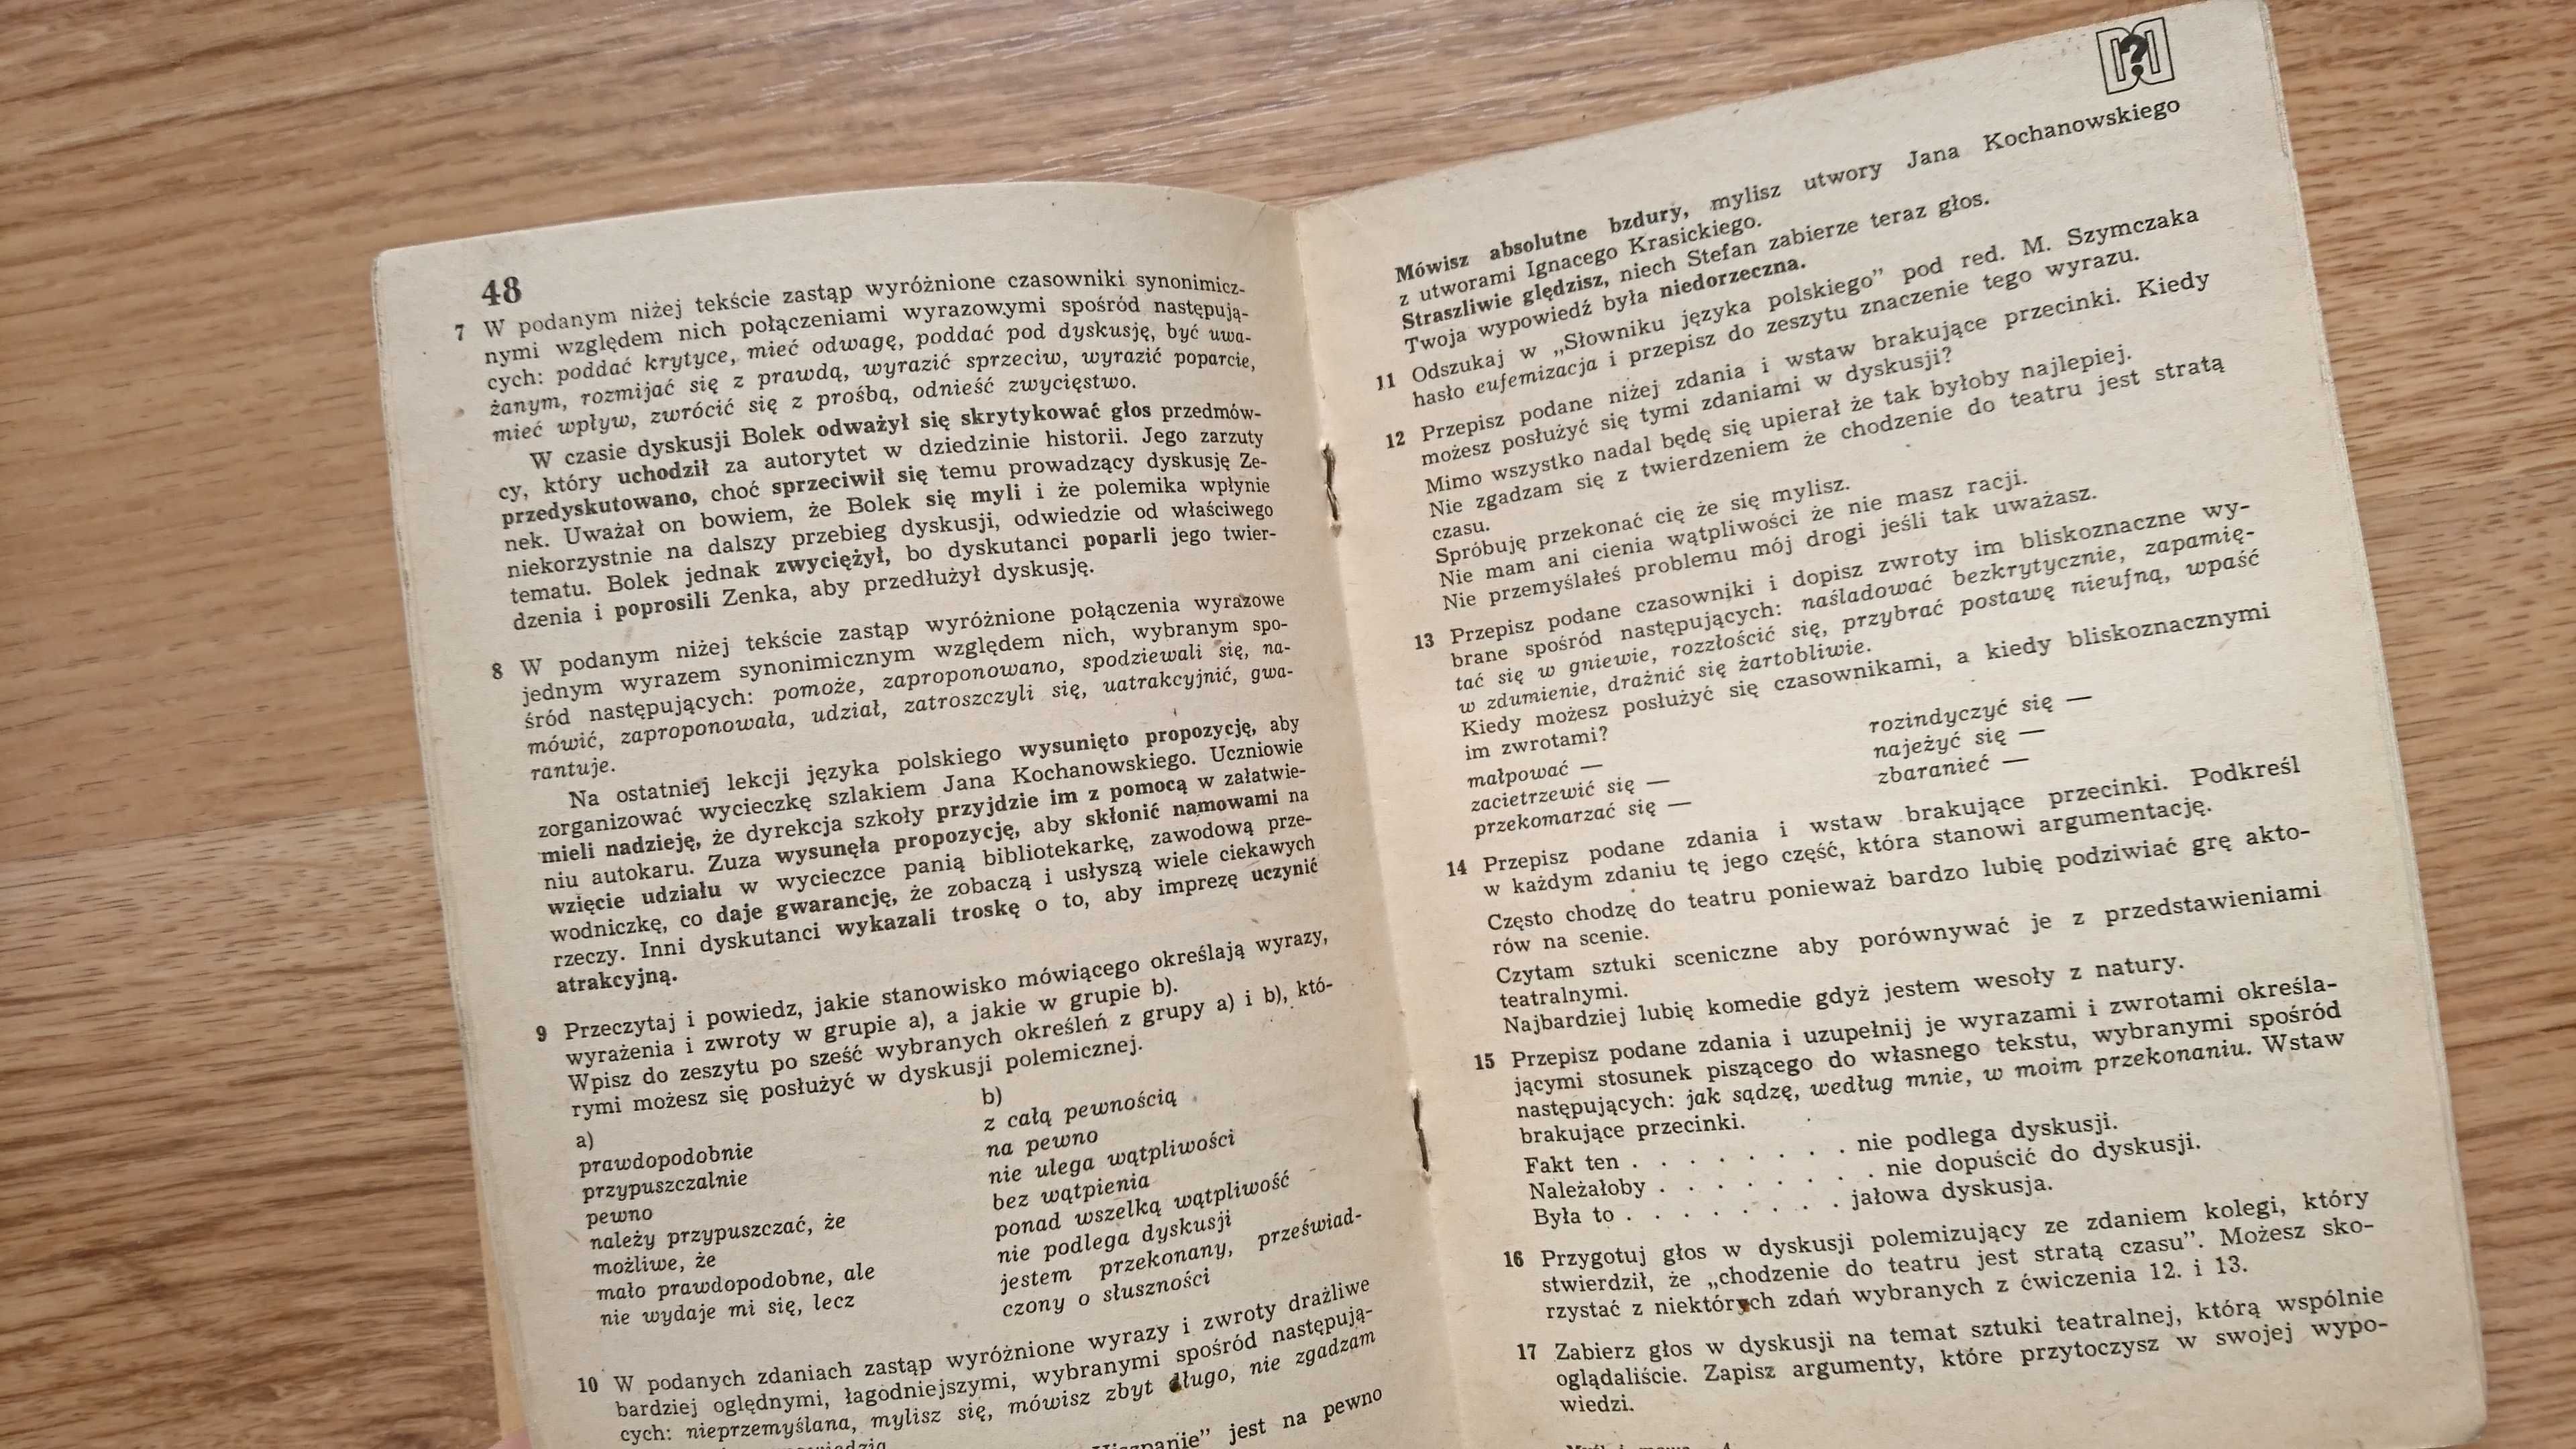 48
7 W podanym niżej tekście zastąp wyróżnione czasowniki synonimicz-
nymi względem nich połączeniami wyrazowymi spośród następują-
cych: poddać krytyce, mieć odwagę, poddać pod dyskusję, być uwa-
żanym, rozmijać się z prawdą, wyrazić sprzeciw, wyrazić poparcie,
mieć wpływ, zwrócić się z prośbą, odnieść zwycięstwo.
W czasie dyskusji Bolek odważył się skrytykować głos przedmów-
cy, który uchodził za autorytet w dziedzinie historii. Jego zarzuty
przedyskutowano, choć sprzeciwił się temu prowadzący dyskusję Ze-
nek. Uważał on bowiem, że Bolek się myli i że polemika wpłynie
niekorzystnie na dalszy przebieg dyskusji, odwiedzie od właściwego
tematu. Bolek jednak zwyciężył, bo dyskutanci poparli jego twier-
dzenia i poprosili Zenka, aby przedłużył dyskusję.
8 W podanym niżej tekście zastąp wyróżnione połączenia wyrazowe
jednym wyrazem synonimicznym względem nich, wybranym spo-
śród następujących: pomoże, zaproponowano, spodziewali się, na-
mówić, zaproponowała, udział, zatroszczyli się, uatrakcyjnić, gwa-
rantuje.
Na ostatniej lekcji języka polskiego wysunięto propozycję, aby
zorganizować wycieczkę szlakiem Jana Kochanowskiego. Uczniowie
mieli nadzieję, że dyrekcja szkoły przyjdzie im z pomocą w załatwie-
niu autokaru. Zuza wysunęła propozycję, aby skłonić namowami na
wzięcie udziału w wycieczce panią bibliotekarkę, zawodową prze-
wodniczkę, co daje gwarancję, że zobaczą i usłyszą wiele ciekawych
rzeczy. Inni dyskutanci wykazali troskę o to, aby imprezę uczynić
atrakcyjną.
9 Przeczytaj i powiedz, jakie stanowisko mówiącego określają wyrazy,
wyrażenia i zwroty w grupie a), a jakie w grupie b).
Wpisz do zeszytu po sześć wybranych określeń z grupy a) i b), któ-
rymi możesz się posłużyć w dyskusji polemicznej.
a)
prawdopodobnie
przypuszczalnie
pewno
należy przypuszczać, że
możliwe, że
mało prawdopodobne, ale
nie wydaje mi się, lecz
b)
z całą pewnością
na pewno
nie ulega wątpliwości
bez wątpienia
ponad wszelką wątpliwość
nie podlega dyskusji
jestem przekonany, przeświad-
czony o słuszności
10 W podanych zdaniach zastąp wyróżnione wyrazy i zwroty drażliwe
bardziej oględnymi, łagodniejszymi, wybranymi spośród następują-
cych: nieprzemyślana, mylisz się, mówisz zbyt długo, nie zgadzam
jest na pewno
Mówisz absolutne bzdury, mylisz utwory Jana Kochanowskiego
z utworami Ignacego Krasickiego.
Straszliwie ględzisz, niech Stefan zabierze teraz głos.
Twoja wypowiedź była niedorzeczna.
11 Odszukaj w „Słowniku języka polskiego” pod red. M. Szymczaka
hasło eufemizacja i przepisz do zeszytu znaczenie tego wyrazu.
12 Przepisz podane niżej zdania i wstaw brakujące przecinki. Kiedy
możesz posłużyć się tymi zdaniami w dyskusji?
Mimo wszystko nadal będę się upierał że tak byłoby najlepiej.
Nie zgadzam się z twierdzeniem że chodzenie do teatru jest stratą
czasu.
Spróbuję przekonać cię że się mylisz.
Nie mam ani cienia wątpliwości że nie masz racji.
Nie przemyślałeś problemu mój drogi jeśli tak uważasz.
13 Przepisz podane czasowniki i dopisz zwroty im bliskoznaczne wy-
brane spośród następujących: naśladować bezkrytycznie, zapamię-
tać się w gniewie, rozzłościć się, przybrać postawę nieufną, wpaść
w zdumienie, drażnić się żartobliwie.
Kiedy możesz posłużyć się czasownikami, a kiedy bliskoznacznymi
im zwrotami?
małpować —
zacietrzewić się —
przekomarzać się —
rozindyczyć się —
najeżyć się —
zbaranieć —
14 Przepisz podane zdania i wstaw brakujące przecinki. Podkreśl
w każdym zdaniu tę jego część, która stanowi argumentację.
Często chodzę do teatru ponieważ bardzo lubię podziwiać grę akto-
rów na scenie.
Czytam sztuki sceniczne aby porównywać je z przedstawieniami
teatralnymi.
Najbardziej lubię komedie gdyż jestem wesoły z natury.
15 Przepisz podane zdania i uzupełnij je wyrazami i zwrotami określa-
jącymi stosunek piszącego do własnego tekstu, wybranymi spośród
następujących: jak sądzę, według mnie, w moim przekonaniu. Wstaw
brakujące przecinki.
Fakt ten . . . . . . . . nie podlega dyskusji.
Należałoby . . . . . . . . nie dopuścić do dyskusji.
Była to . . . . . . . . jałowa dyskusja.
16 Przygotuj głos w dyskusji polemizujący ze zdaniem kolegi, który
stwierdził, że „chodzenie do teatru jest stratą czasu”. Możesz sko-
rzystać z niektórych zdań wybranych z ćwiczenia 12. i 13.
17 Zabierz głos w dyskusji na temat sztuki teatralnej, którą wspólnie
oglądaliście. Zapisz argumenty, które przytoczysz w swojej wypo-
wiedzi.